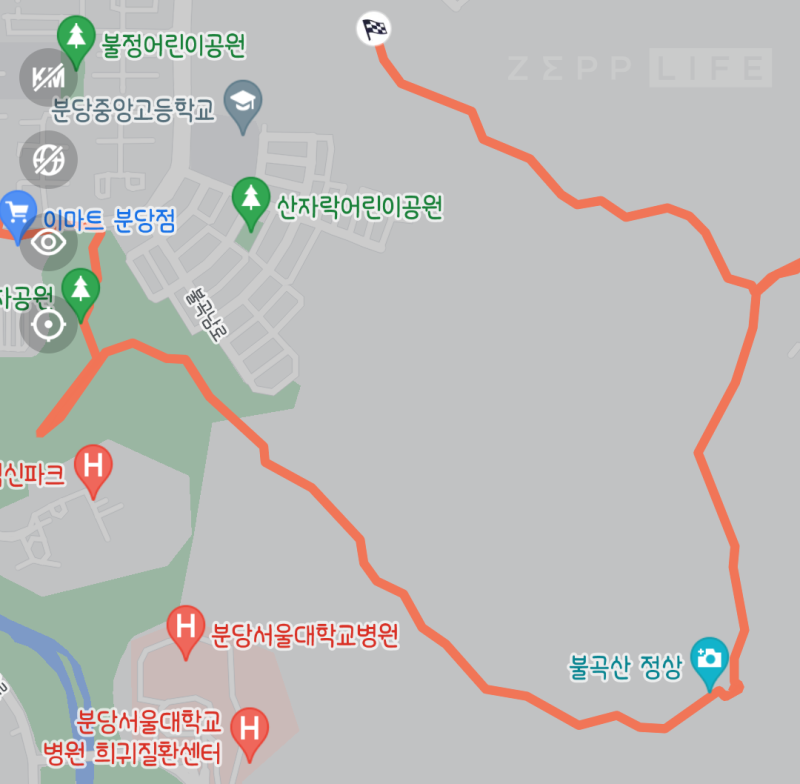 불정어린이공원
KM
분당중앙고등학교
ZEPP LIFE
이마트 분당점
산자락어린이공원
자공원
불곡남로
신파크
분당서울대학교병원
불곡산 정상
분당서울대학교
병원 희귀질환센터
H
H
H